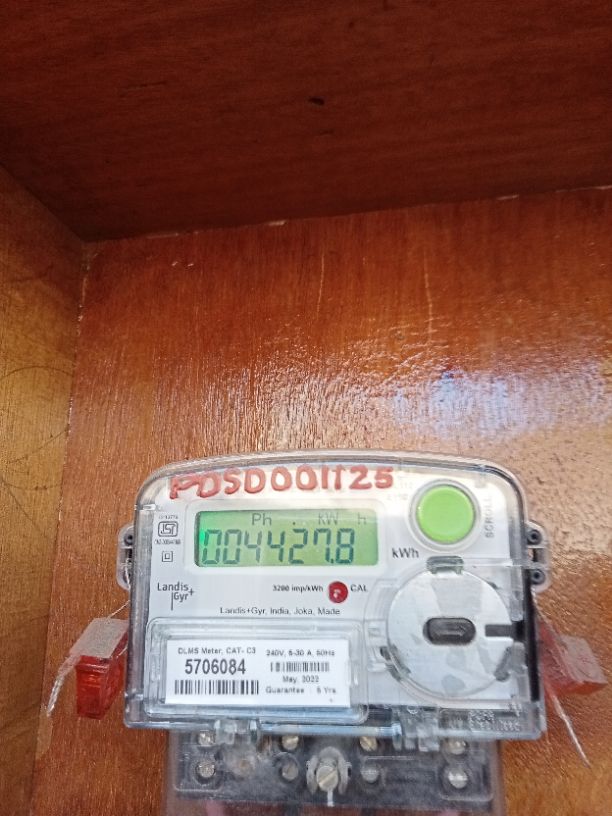 PDSD001125
Ph kW h
004427.8
kWh
SCROLL
Landis
Gyr+
3200 imp/kWh
CAL
Landis+Gyr, India, Joka, Made
DLMS Meter, CAT- C3
5706084
240V, 5-30 A, 50Hz
May, 2022
Guarantee : 5 Yrs.